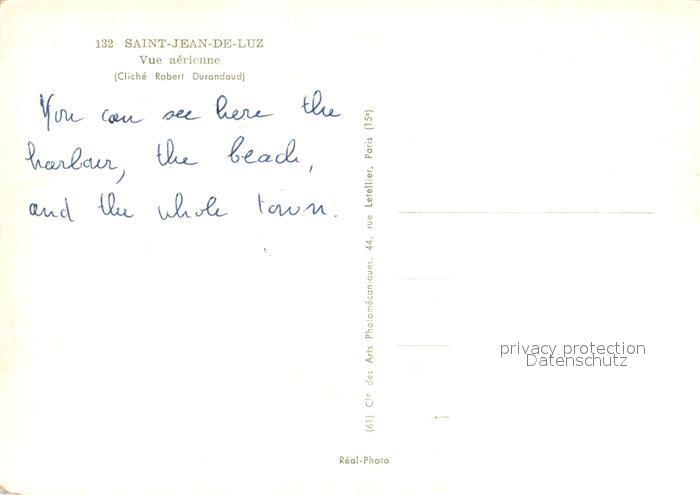 132 SAINT-JEAN-DE-LUZ
Vue aérienne
(Cliché Robert Durandaud)
You can see here the
harbour, the beach,
and the whole town.
(61) Cie des Arts Photomécaniques, 44, rue Letellier, Paris (15e)
privacy protection
Datenschutz
Réal-Photo